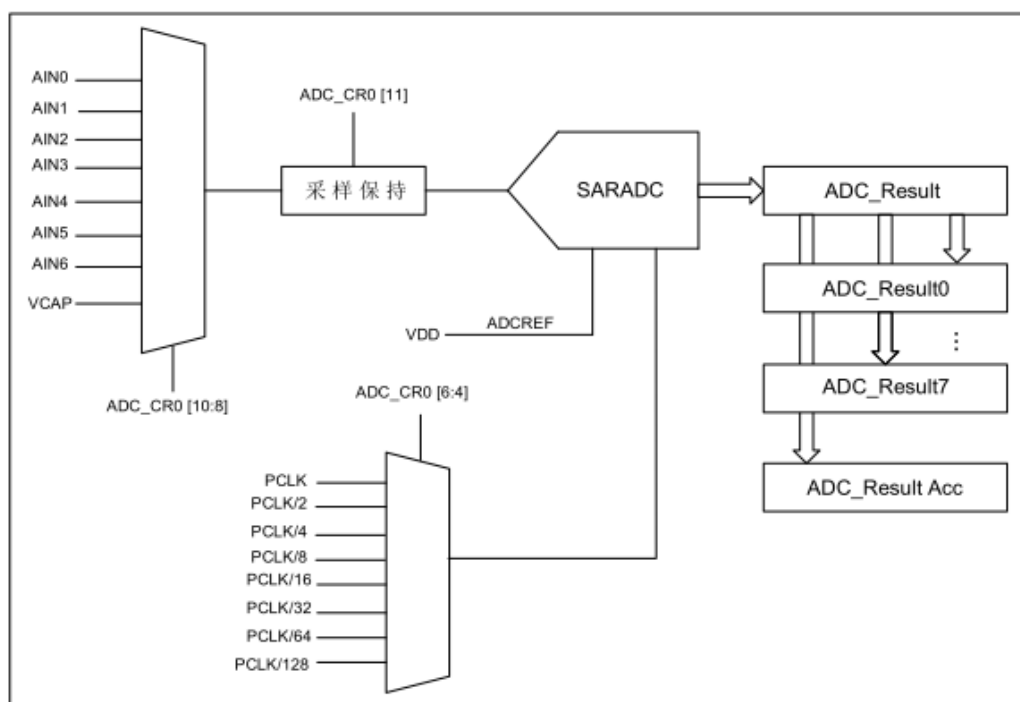 AIN0
AIN1
AIN2
AIN3
AIN4
AIN5
AIN6
VCAP
ADC_CR0 [10:8]
ADC_CR0 [11]
采样保持
SARADC
VDD
ADCREF
ADC_CR0 [6:4]
PCLK
PCLK/2
PCLK/4
PCLK/8
PCLK/16
PCLK/32
PCLK/64
PCLK/128
ADC_Result
ADC_Result0
⋮
ADC_Result7
ADC_Result Acc